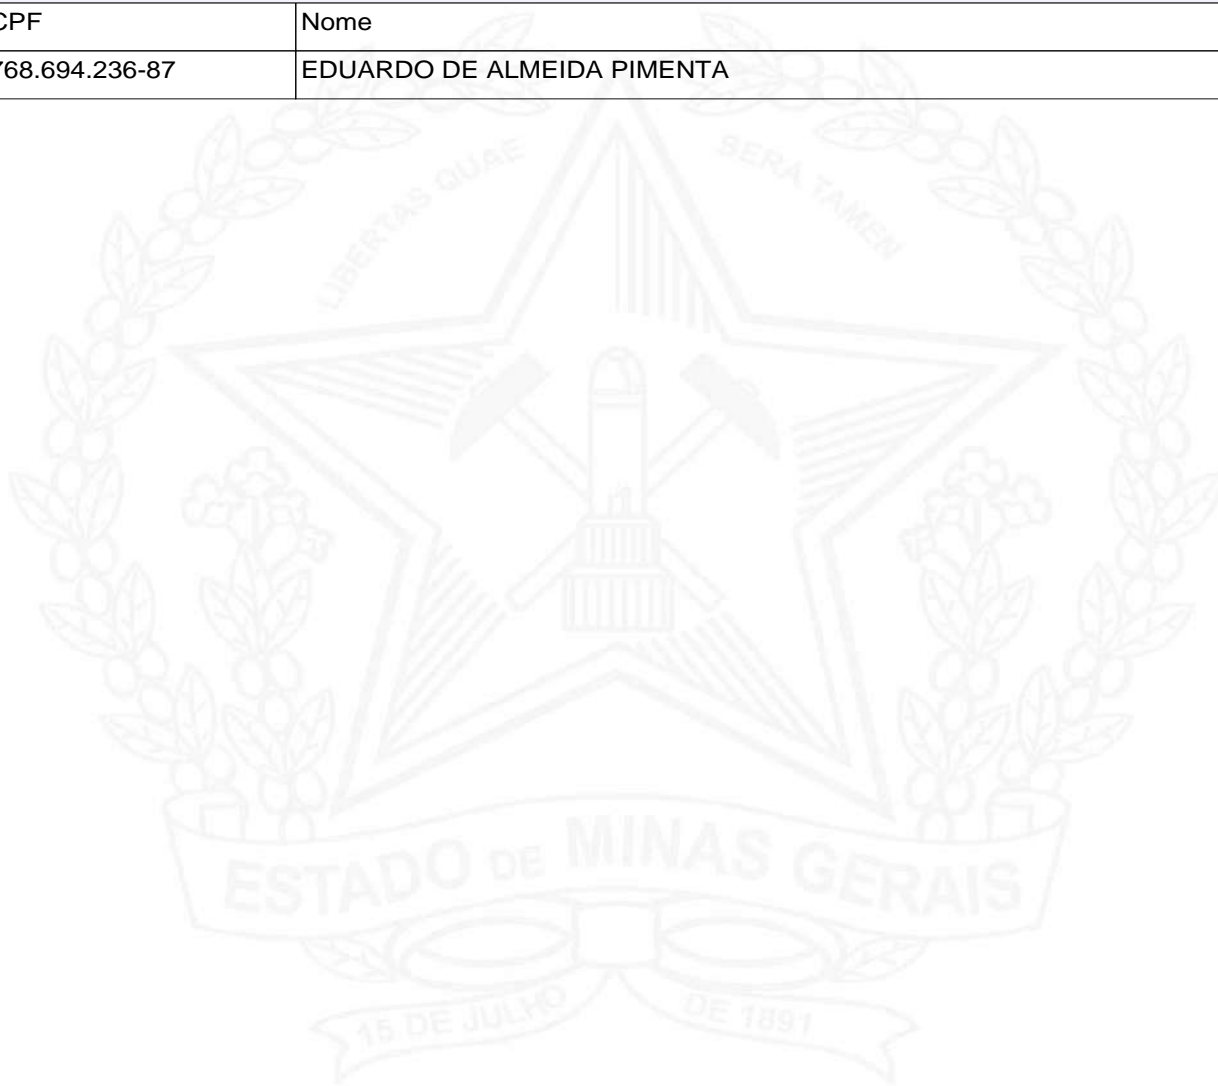 CPF Nome
768.694.236-87 EDUARDO DE ALMEIDA PIMENTA
LIBERTAS QUAE SERA TAMEN
ESTADO DE MINAS GERAIS
15 DE JULHO DE 1891